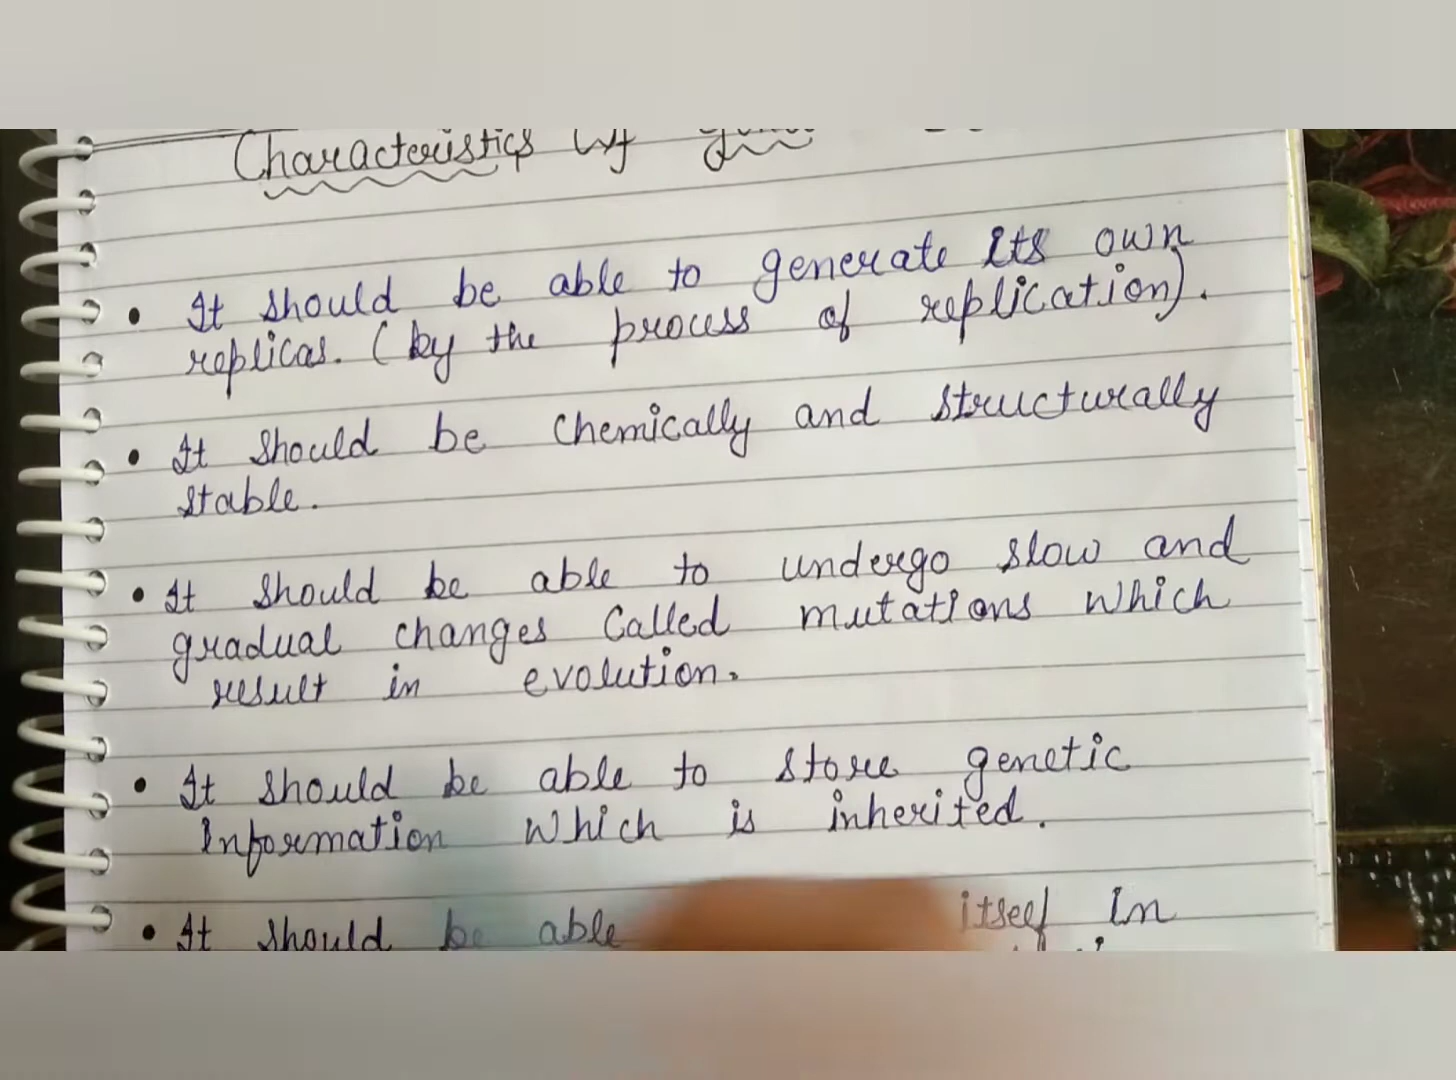 Characteristics of
• It should be able to generate its own
replicas. (by the process of replication).
• It should be chemically and structurally
stable.
• It should be able to undergo slow and
gradual changes called mutations which
result in evolution.
• It should be able to store genetic
Information which is inherited.
• It should be able itself in